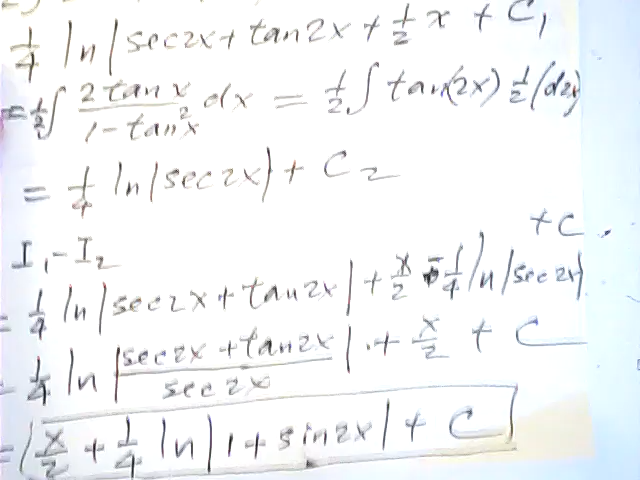 1/4 ln|sec2x+tan2x + 1/2 x + C₁
= 1/2 ∫ 2tanx/(1-tan²x) dx = 1/2 ∫ tan(2x) 1/2 (d2x)
= 1/4 ln|sec2x| + C₂
I₁-I₂ +C.
= 1/4 ln|sec2x+tan2x| + x/2 - 1/4 ln|sec2x|
= 1/4 ln|(sec2x+tan2x)/sec2x| + x/2 + C
= x/2 + 1/4 ln|1+sin2x| + C